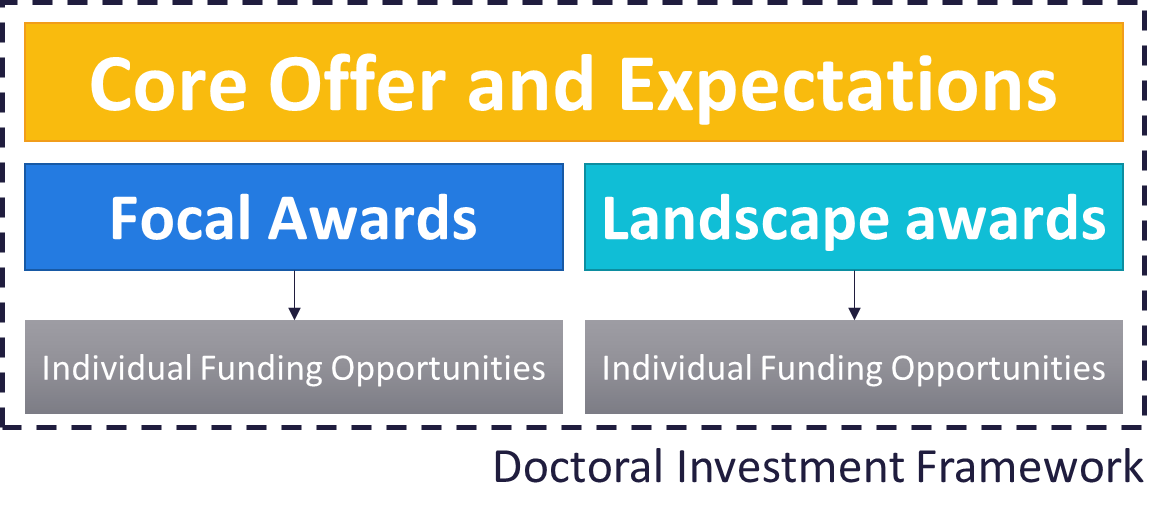 Core Offer and Expectations
Focal Awards
Landscape awards
Individual Funding Opportunities
Individual Funding Opportunities
Doctoral Investment Framework